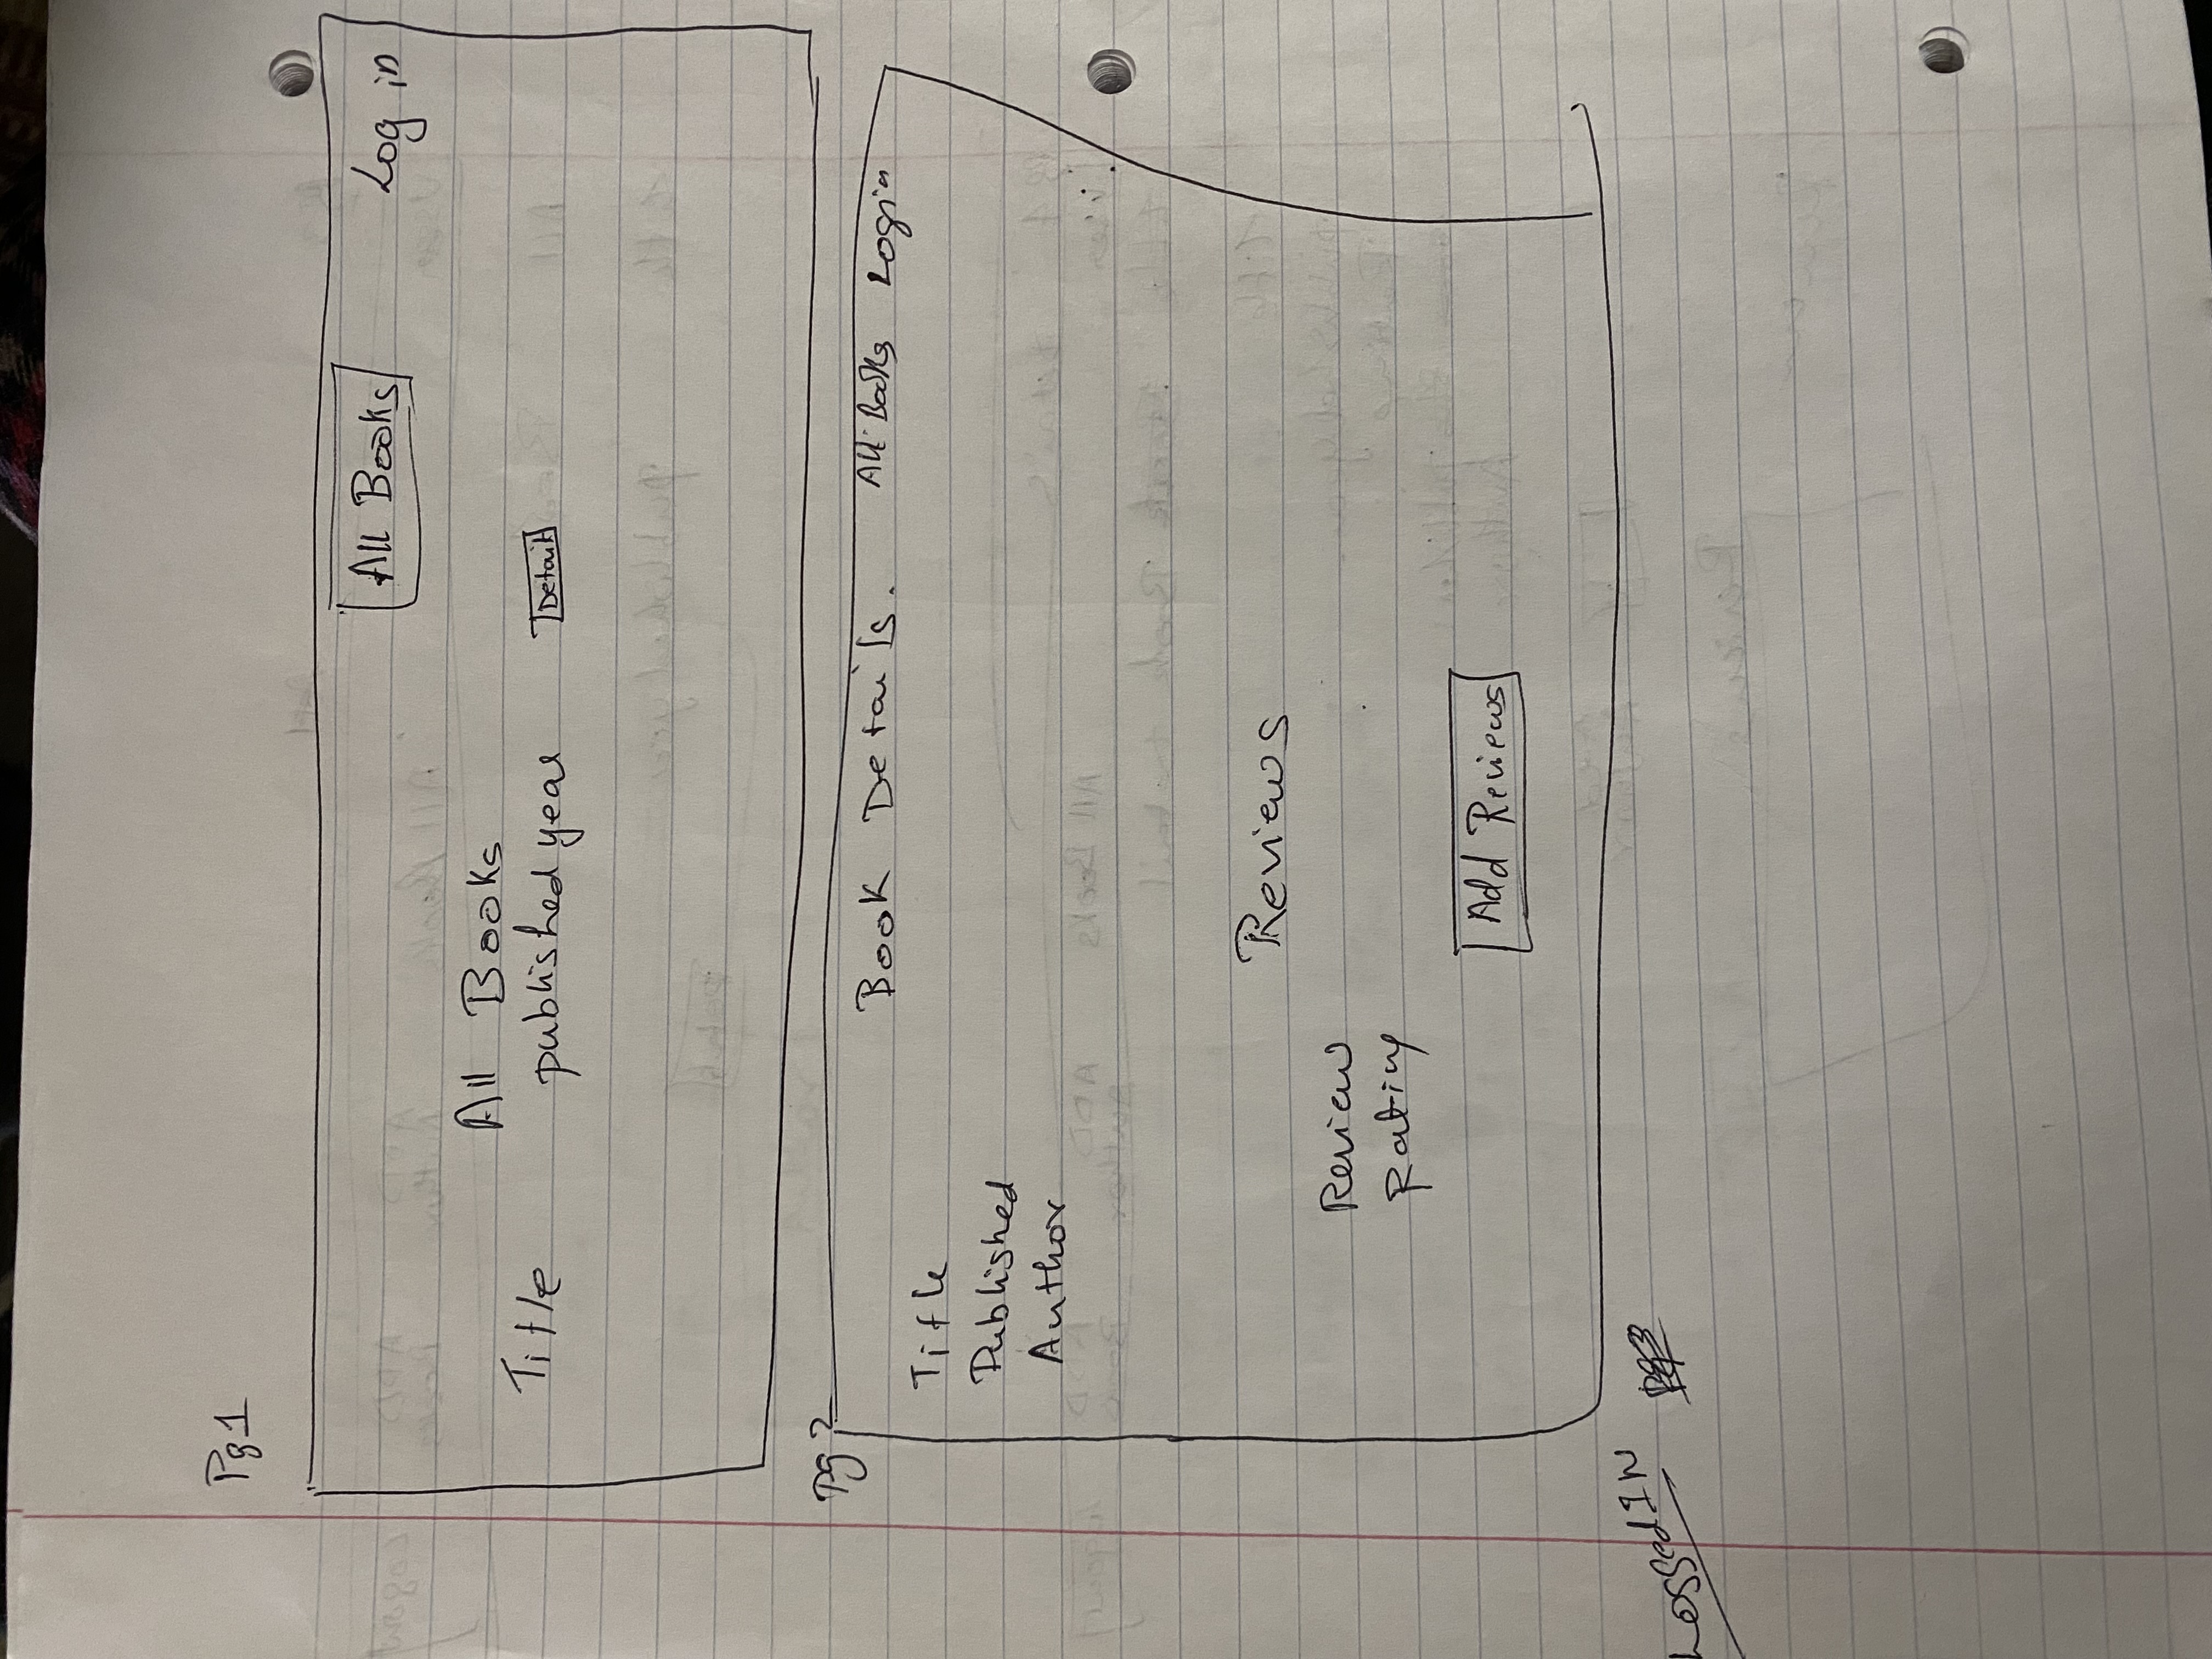 Pg1
All Books Log in
All Books
Title published year Detail
pg 2
Book Details. All Books Login
Title
Published
Author
Reviews
Review
Rating
Add Reviews
LoggedIN